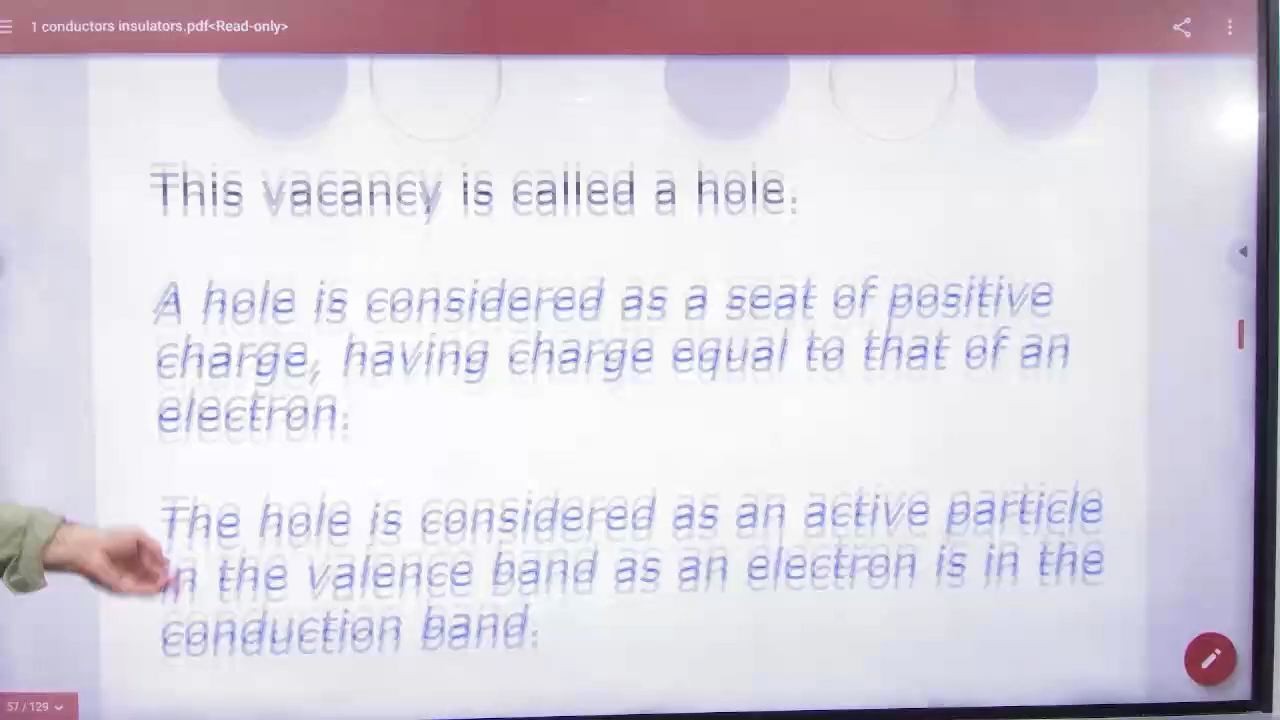 1 conductors insulators.pdf<Read-only>
This vacancy is called a hole.
A hole is considered as a seat of positive
charge, having charge equal to that of an
electron.
The hole is considered as an active particle
in the valence band as an electron is in the
conduction band.
57 / 129